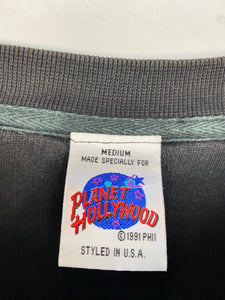 MEDIUM
MADE SPECIALLY FOR
PLANET
HOLLYWOOD
©1991 PHII
STYLED IN U.S.A.